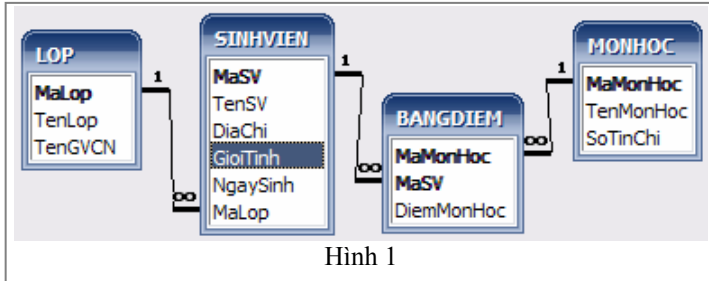 LOP
MaLop
TenLop
TenGVCN
1
∞
SINHVIEN
MaSV
TenSV
DiaChi
GioiTinh
NgaySinh
MaLop
1
∞
BANGDIEM
MaMonHoc
MaSV
DiemMonHoc
1
∞
MONHOC
MaMonHoc
TenMonHoc
SoTinChi
Hình 1